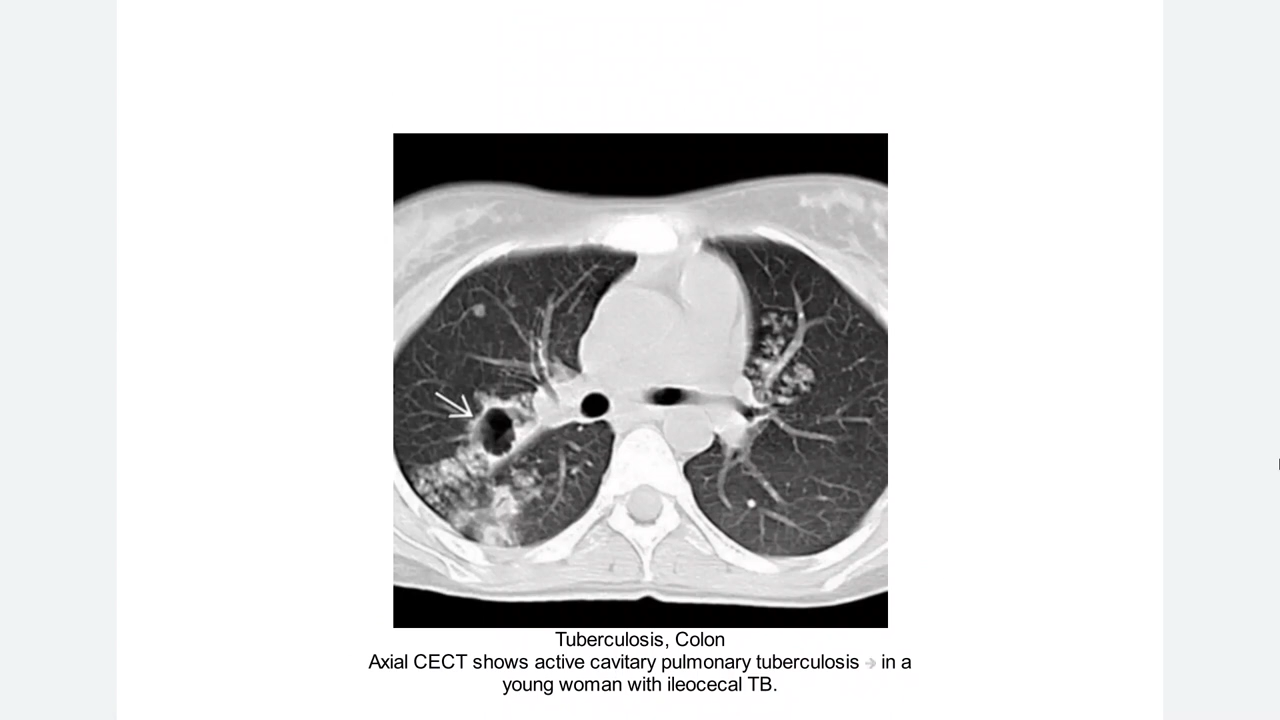 Tuberculosis, Colon
Axial CECT shows active cavitary pulmonary tuberculosis in a
young woman with ileocecal TB.